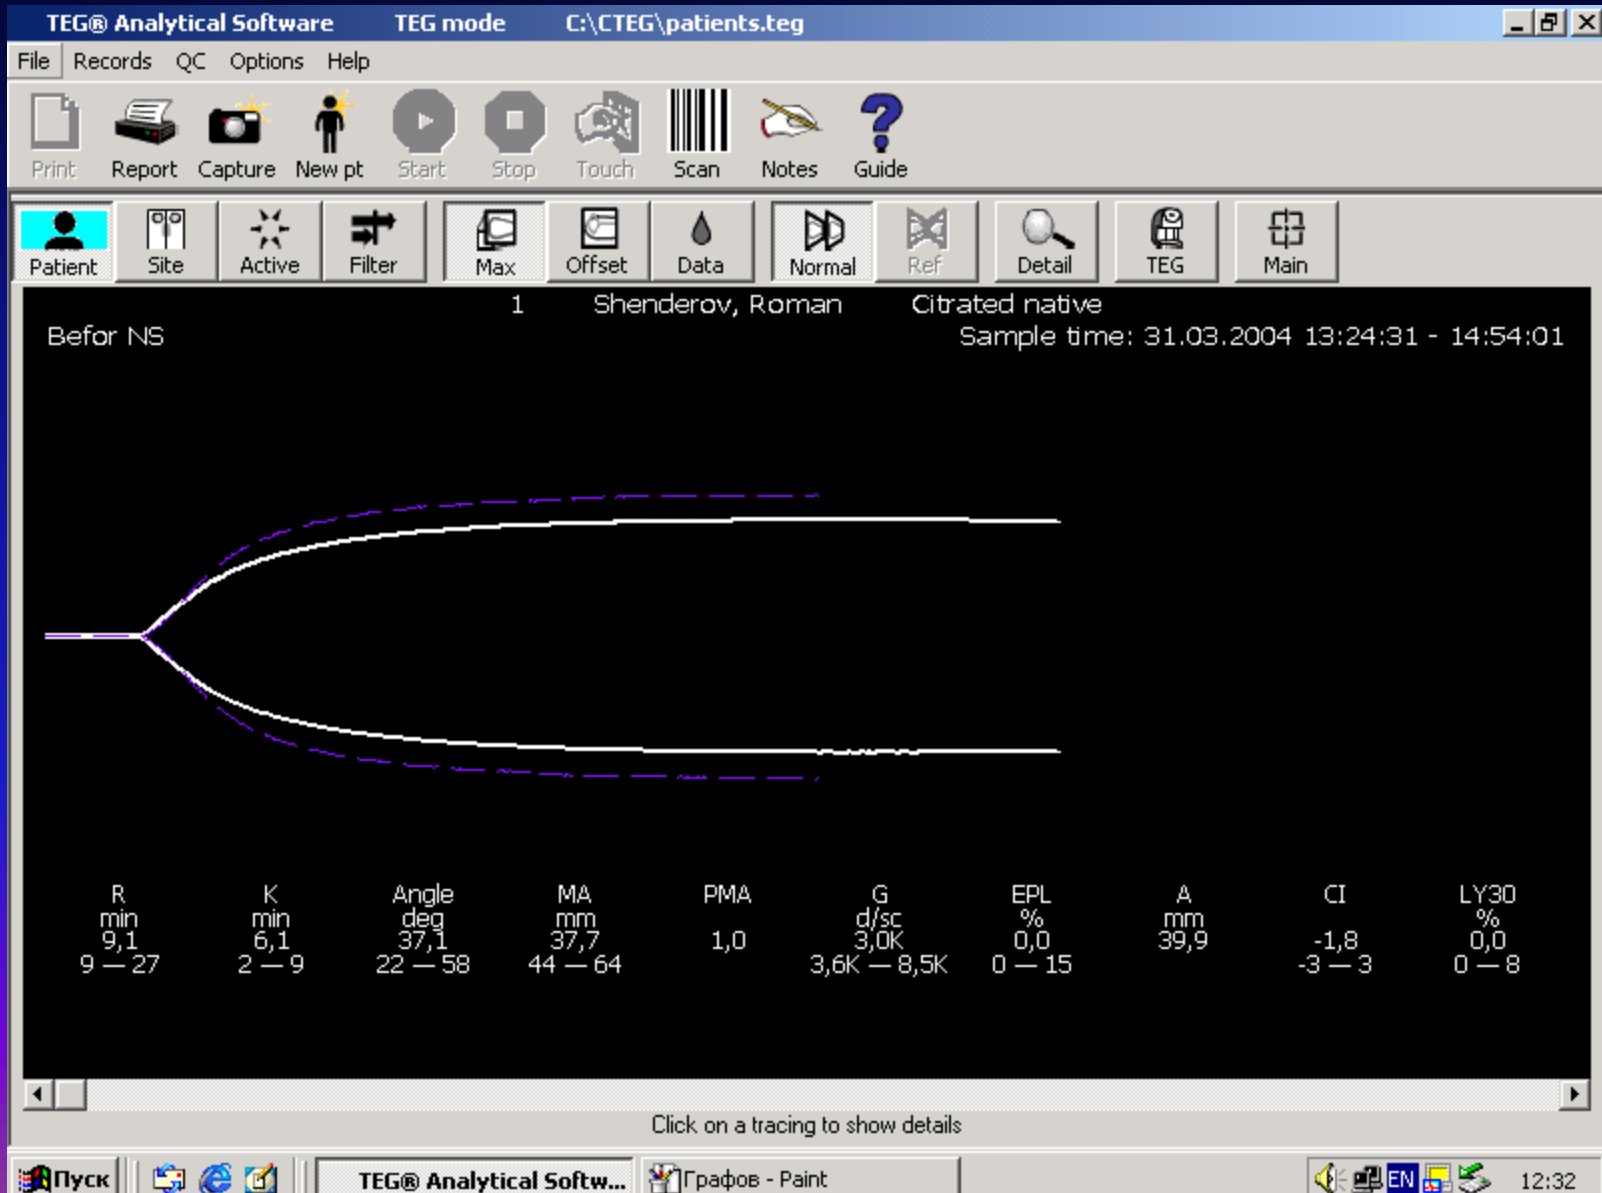 TEG® Analytical Software TEG mode C:\CTEG\patients.teg
File Records QC Options Help
Print Report Capture New pt Start Stop Touch Scan Notes Guide
Patient Site Active Filter Max Offset Data Normal Ref Detail TEG Main
1 Shenderov, Roman Citrated native
Befor NS Sample time: 31.03.2004 13:24:31 - 14:54:01
R K Angle MA PMA G EPL A CI LY30
min min deg mm d/sc % mm %
9,1 6,1 37,1 37,7 1,0 3,0K 0,0 39,9 -1,8 0,0
9 — 27 2 — 9 22 — 58 44 — 64 3,6K — 8,5K 0 — 15 -3 — 3 0 — 8
Click on a tracing to show details
Пуск TEG® Analytical Softw... Графов - Paint EN 12:32